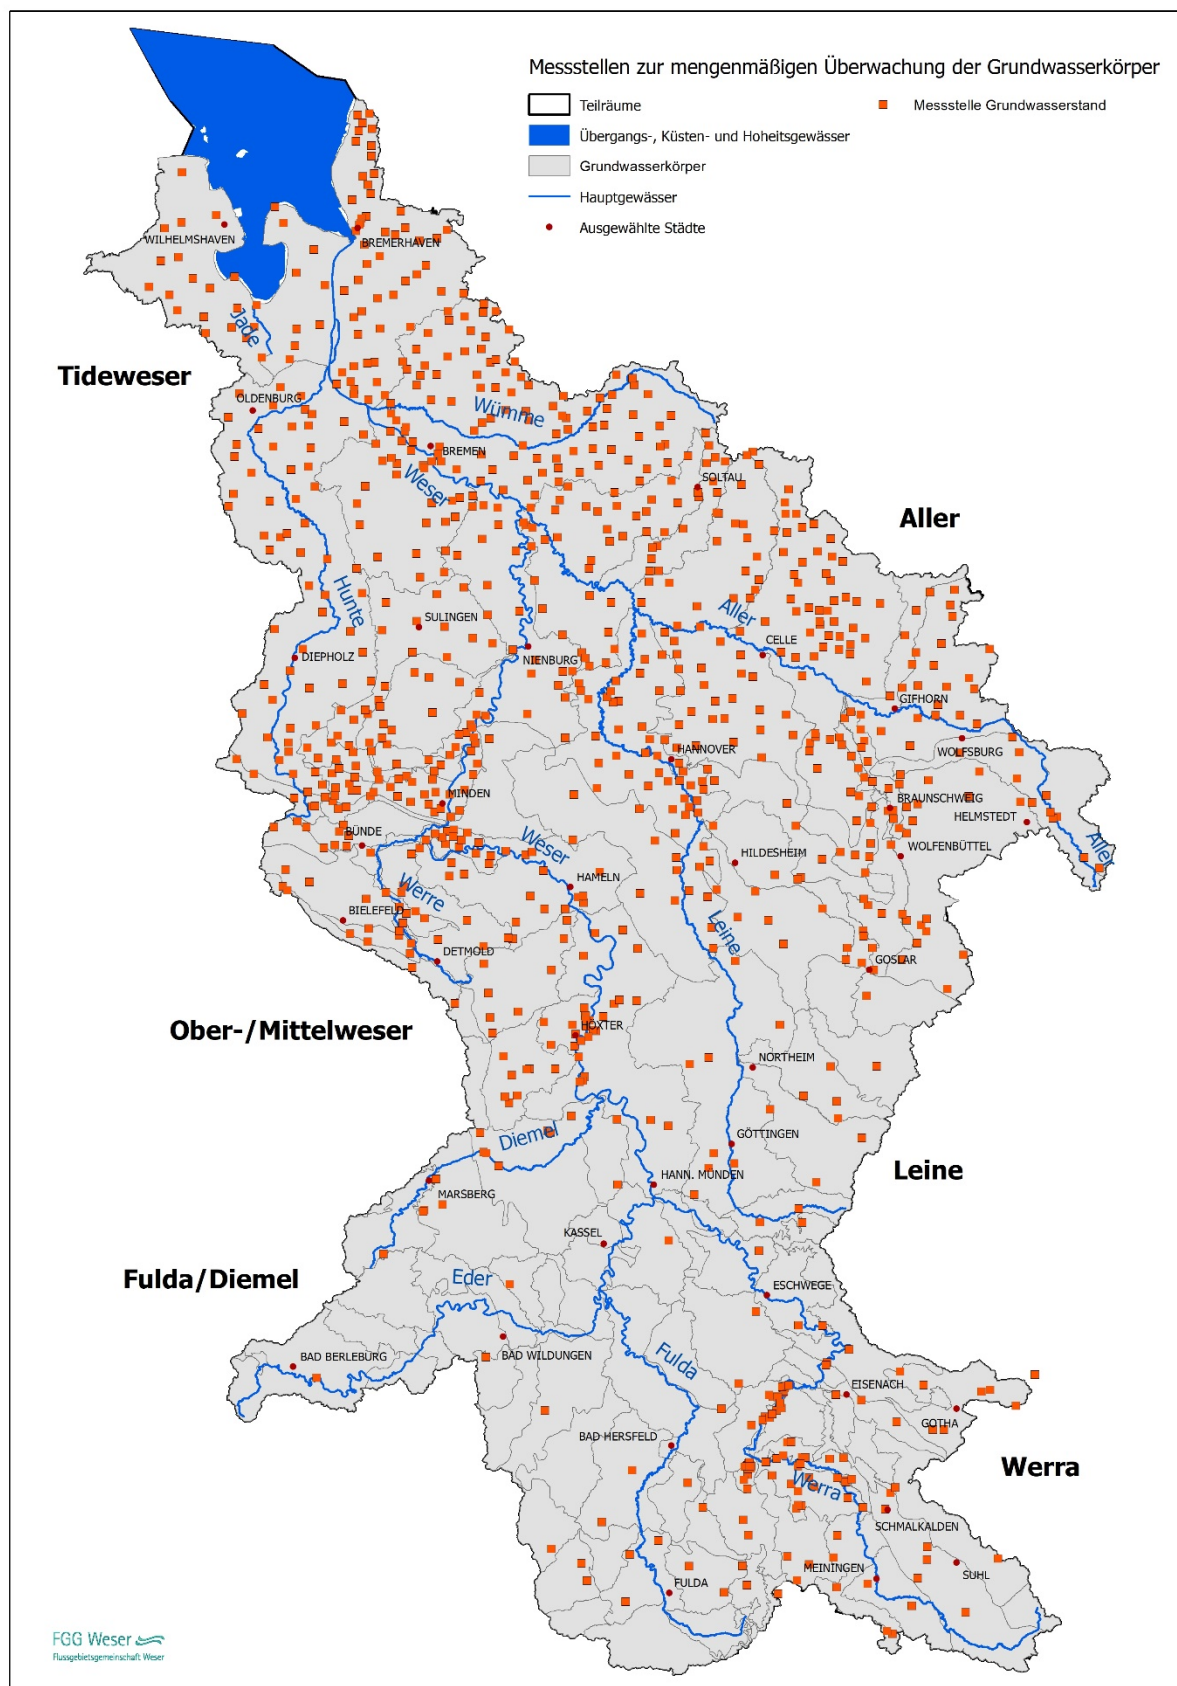 Messstellen zur mengenmäßigen Überwachung der Grundwasserkörper
Teilräume
Messstelle Grundwasserstand
Übergangs-, Küsten- und Hoheitsgewässer
Grundwasserkörper
Hauptgewässer
Ausgewählte Städte
WILHELMSHAVEN
BREMERHAVEN
Jade
Tideweser
OLDENBURG
Wümme
BREMEN
Weser
SOLTAU
Aller
Hunte
Aller
SULINGEN
CELLE
NIENBURG
DIEPHOLZ
GIFHORN
HANNOVER
WOLFSBURG
MINDEN
BRAUNSCHWEIG
HELMSTEDT
BÜNDE
Weser
HILDESHEIM
WOLFENBÜTTEL
Aller
Werre
HAMELN
BIELEFELD
Leine
DETMOLD
GOSLAR
Ober-/Mittelweser
HÖXTER
NORTHEIM
Diemel
GÖTTINGEN
Leine
HANN. MÜNDEN
MARSBERG
KASSEL
Fulda/Diemel
Eder
ESCHWEGE
Fulda
BAD WILDUNGEN
BAD BERLEBURG
EISENACH
GOTHA
BAD HERSFELD
Werra
Werra
SCHMALKALDEN
MEININGEN
SUHL
FULDA
FGG Weser
Flussgebietsgemeinschaft Weser